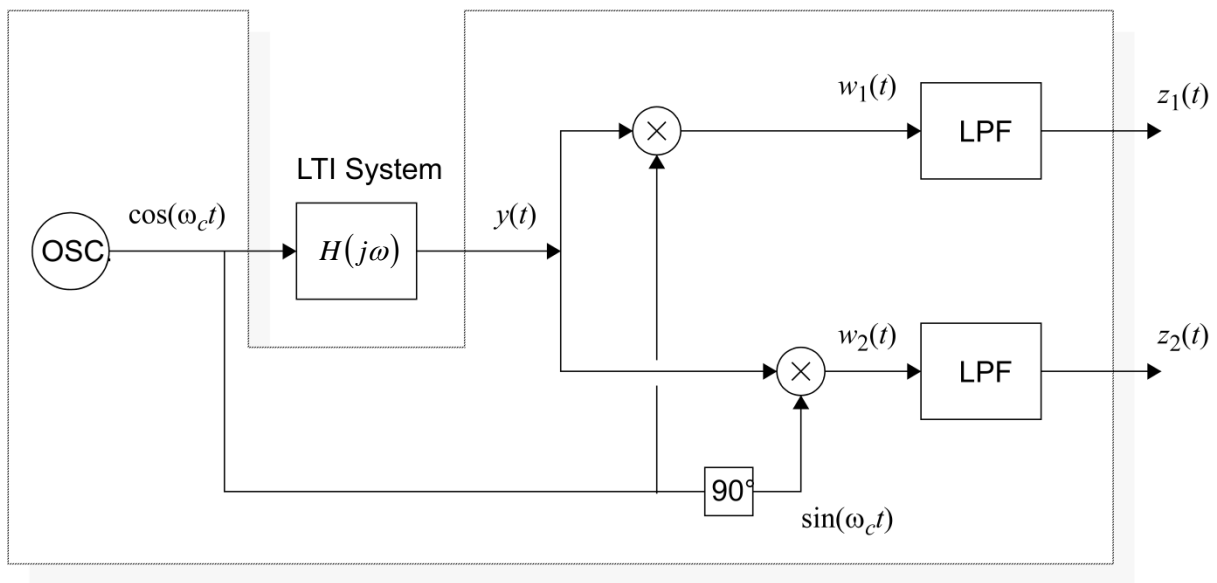 w₁(t)
z₁(t)
LPF
LTI System
cos(ω_c t)
y(t)
OSC.
H(jω)
w₂(t)
z₂(t)
LPF
90°
sin(ω_c t)